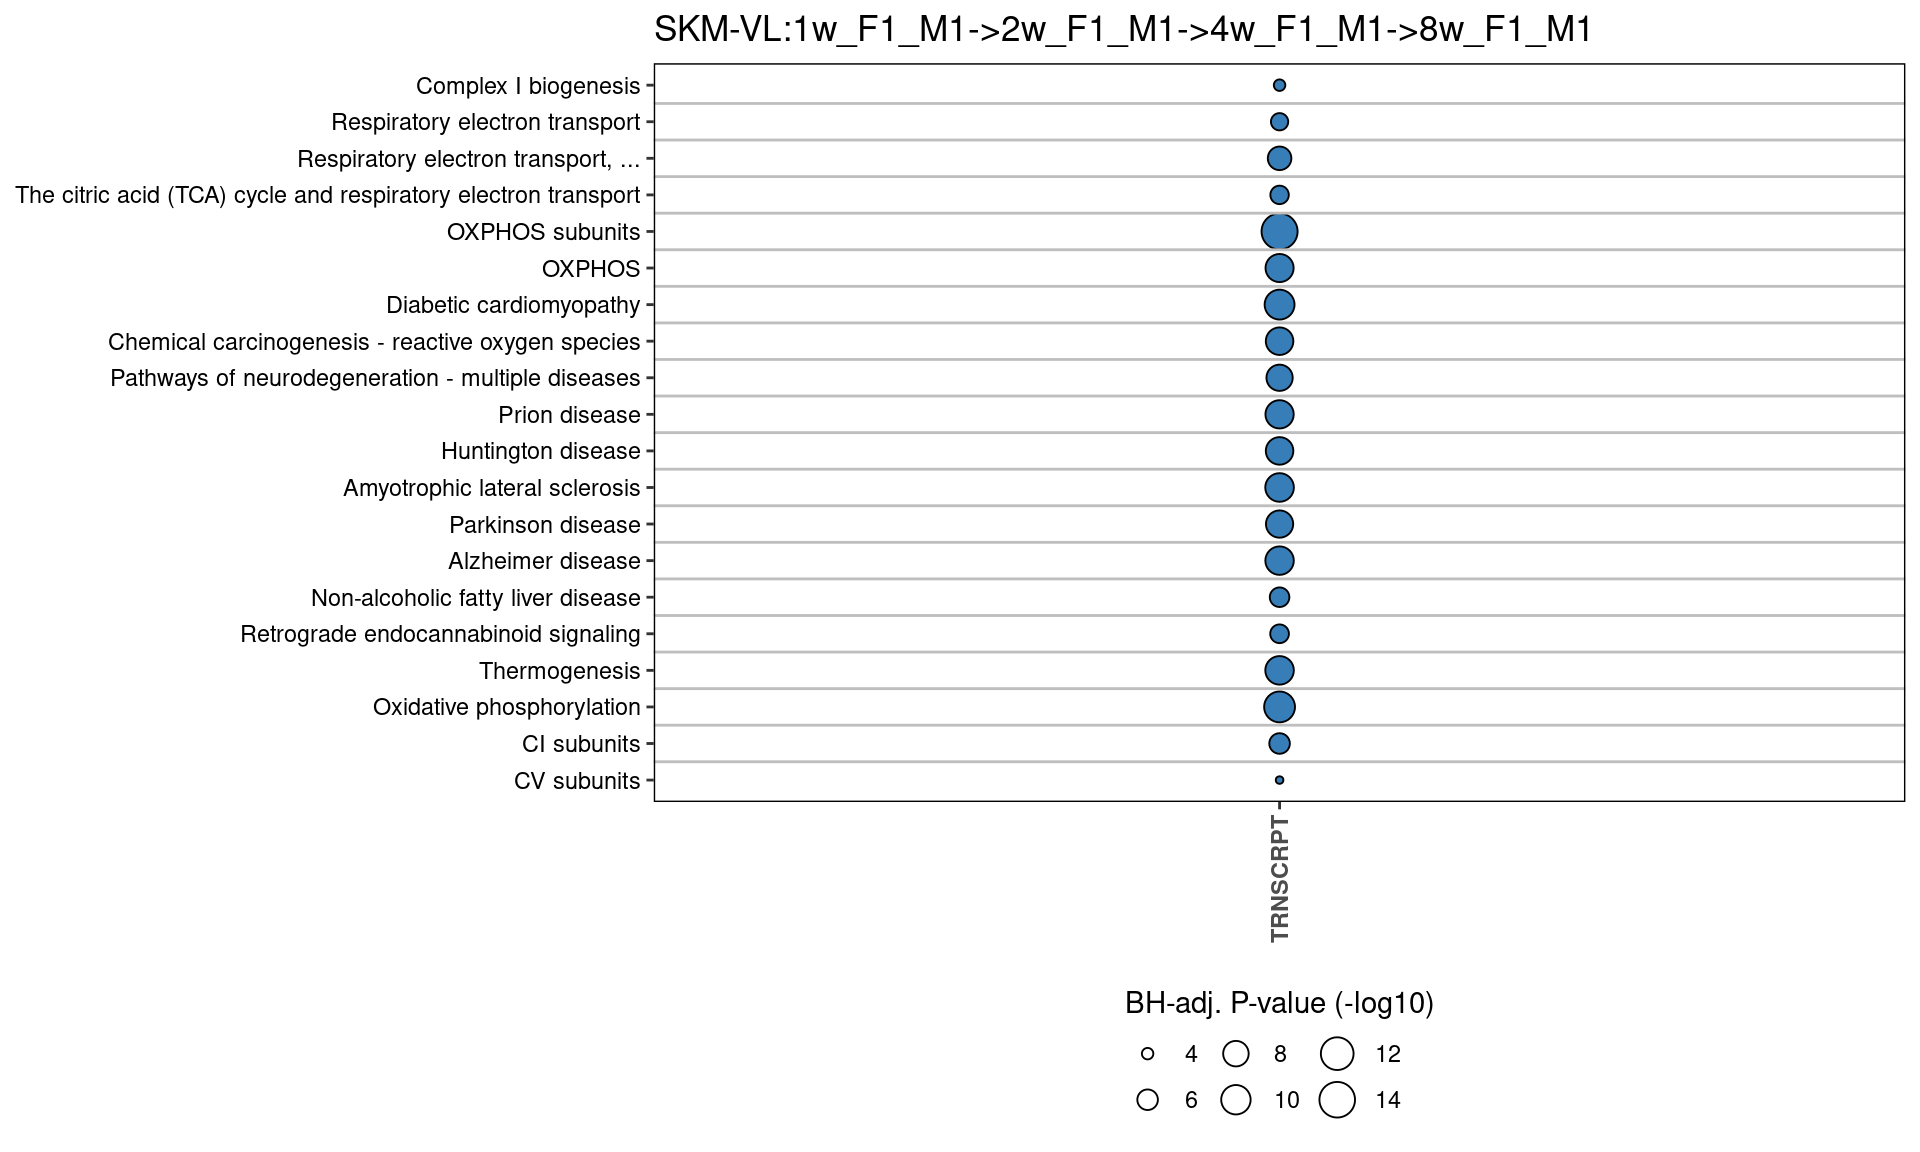 SKM-VL:1w_F1_M1->2w_F1_M1->4w_F1_M1->8w_F1_M1
Complex I biogenesis
Respiratory electron transport
Respiratory electron transport, ...
The citric acid (TCA) cycle and respiratory electron transport
OXPHOS subunits
OXPHOS
Diabetic cardiomyopathy
Chemical carcinogenesis - reactive oxygen species
Pathways of neurodegeneration - multiple diseases
Prion disease
Huntington disease
Amyotrophic lateral sclerosis
Parkinson disease
Alzheimer disease
Non-alcoholic fatty liver disease
Retrograde endocannabinoid signaling
Thermogenesis
Oxidative phosphorylation
CI subunits
CV subunits
TRNSCRPT
BH-adj. P-value (-log10)
4 8 12
6 10 14